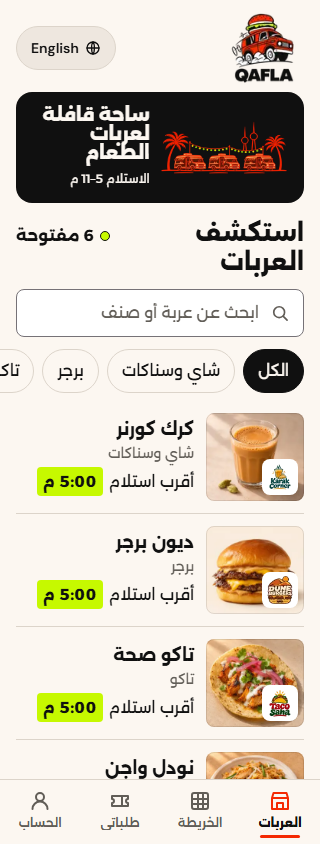 QAFLA
English
ساحة قافلة
لعربات
الطعام
الاستلام 5–11 م
استكشف
العربات
6 مفتوحة
ابحث عن عربة أو صنف
الكل
شاي وسناكات
برجر
تاكو
كرك كورنر
شاي وسناكات
أقرب استلام 5:00 م
Karak
Corner
ديون برجر
برجر
أقرب استلام 5:00 م
DUNE
BURGERS
تاكو صحة
تاكو
أقرب استلام 5:00 م
Taco
Saha
نودل واجن
العربات
الخريطة
طلباتي
الحساب